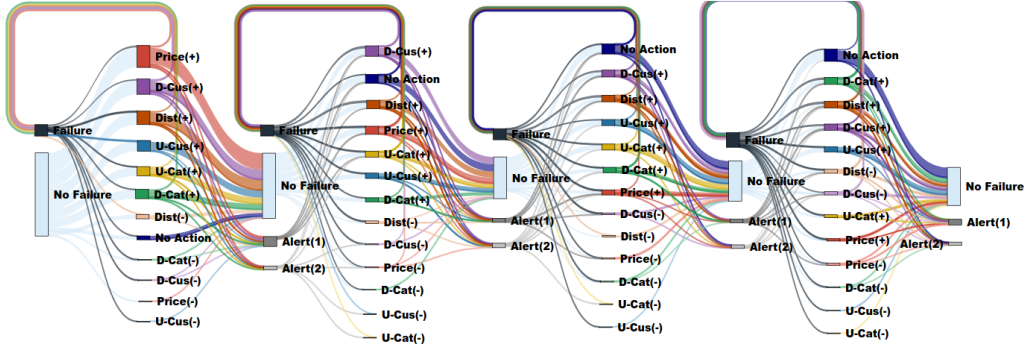 Price(+)
D-Cus(+)
Dist(+)
Failure
U-Cus(+)
U-Cat(+)
No Failure
D-Cat(+)
Dist(-)
No Action
D-Cat(-)
D-Cus(-)
Price(-)
U-Cus(-)
D-Cus(+)
No Action
Dist(+)
Failure
Price(+)
U-Cat(+)
U-Cus(+)
No Failure
D-Cat(+)
Dist(-)
Alert(1)
D-Cus(-)
Alert(2)
Price(-)
D-Cat(-)
U-Cus(-)
U-Cat(-)
No Action
D-Cus(+)
Dist(+)
U-Cus(+)
Failure
U-Cat(+)
D-Cat(+)
No Failure
Price(+)
D-Cus(-)
Alert(1)
Dist(-)
Alert(2)
Price(-)
D-Cat(-)
U-Cat(-)
U-Cus(-)
No Action
D-Cat(+)
Dist(+)
D-Cus(+)
Failure
U-Cus(+)
Dist(-)
No Failure
D-Cus(-)
U-Cat(+)
Alert(1)
Price(+)
Alert(2)
Price(-)
D-Cat(-)
U-Cus(-)
U-Cat(-)
No Failure
Alert(1)
Alert(2)